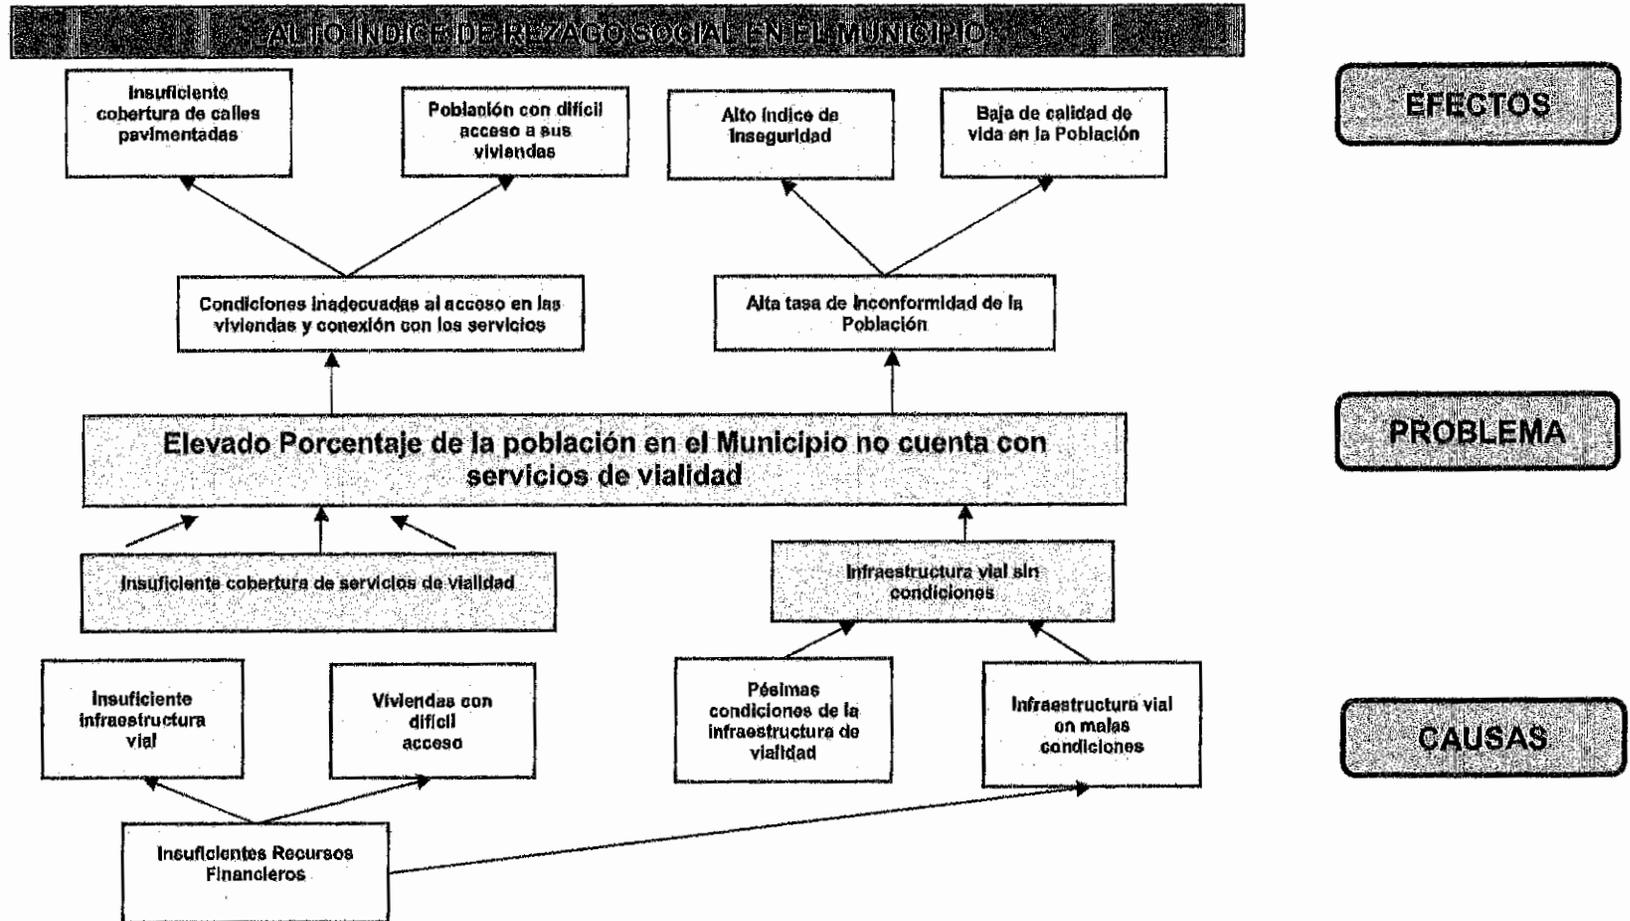 ALTO ÍNDICE DE REZAGO SOCIAL EN EL MUNICIPIO
Insuficiente
cobertura de calles
pavimentadas
Población con difícil
acceso a sus
viviendas
Alto índice de
Inseguridad
Baja de calidad de
vida en la Población
EFECTOS
Condiciones inadecuadas al acceso en las
viviendas y conexión con los servicios
Alta tasa de Inconformidad de la
Población
Elevado Porcentaje de la población en el Municipio no cuenta con
servicios de vialidad
PROBLEMA
Insuficiente cobertura de servicios de vialidad
Infraestructura vial sin
condiciones
Insuficiente
infraestructura
vial
Viviendas con
difícil
acceso
Pésimas
condiciones de la
infraestructura de
vialidad
Infraestructura vial
en malas
condiciones
CAUSAS
Insuficientes Recursos
Financieros